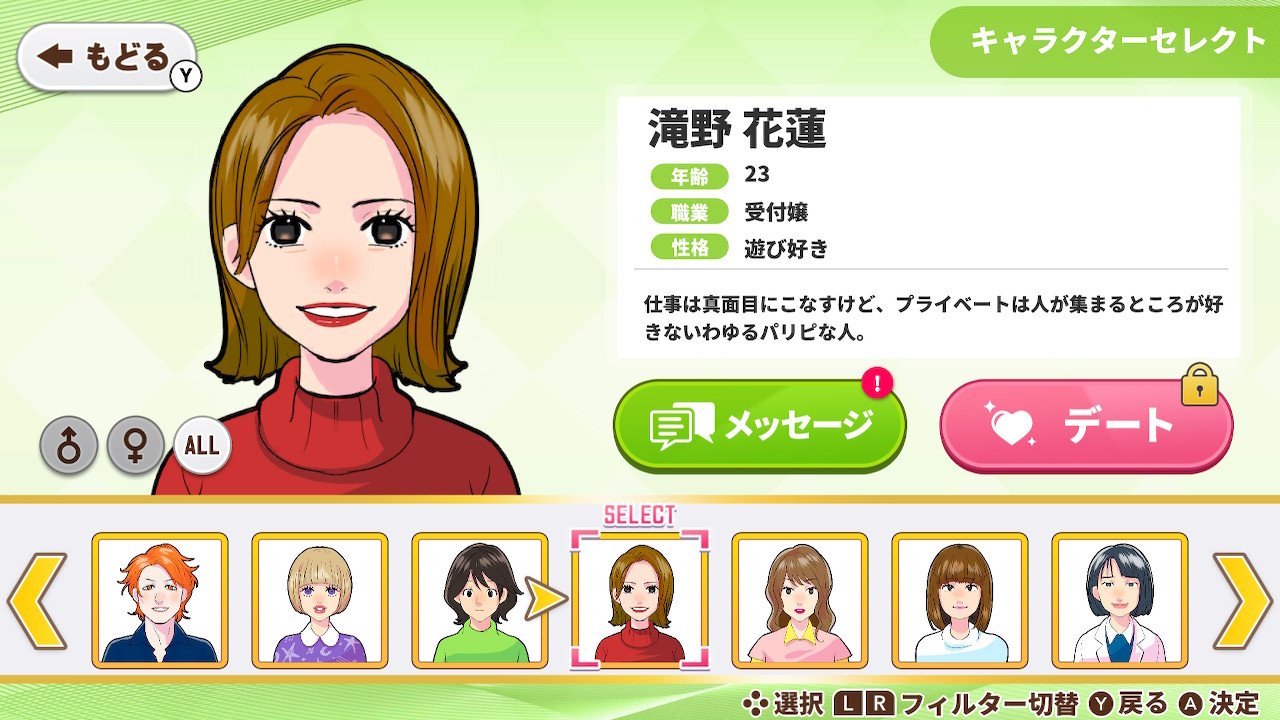 もどる
Y
キャラクターセレクト
滝野 花蓮
年齢 23
職業 受付嬢
性格 遊び好き
仕事は真面目にこなすけど、プライベートは人が集まるところが好
きないわゆるパリピな人。
メッセージ
!
デート
♂ ♀ ALL
SELECT
選択 L R フィルター切替 Y 戻る A 決定